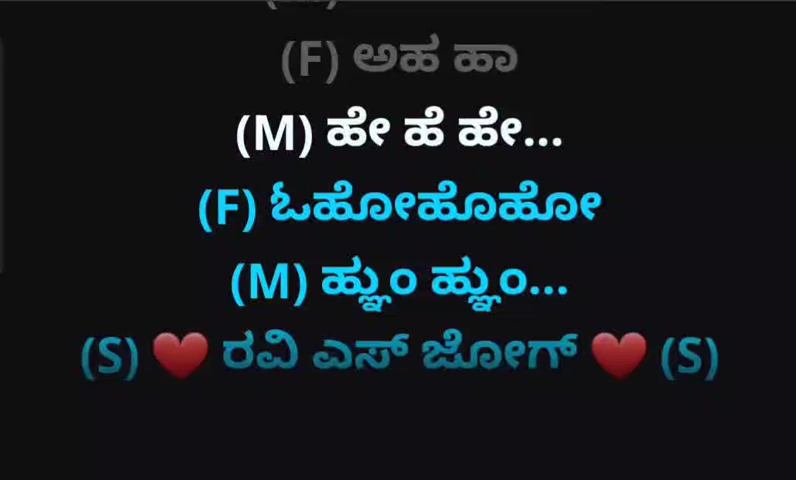 (F) ಅಹ ಹಾ
(M) ಹೇ ಹೆ ಹೇ...
(F) ಓಹೋಹೊಹೋ
(M) ಹ್ಞುಂ ಹ್ಞುಂ...
(S) ❤️ ರವಿ ಎಸ್ ಜೋಗ್ ❤️ (S)